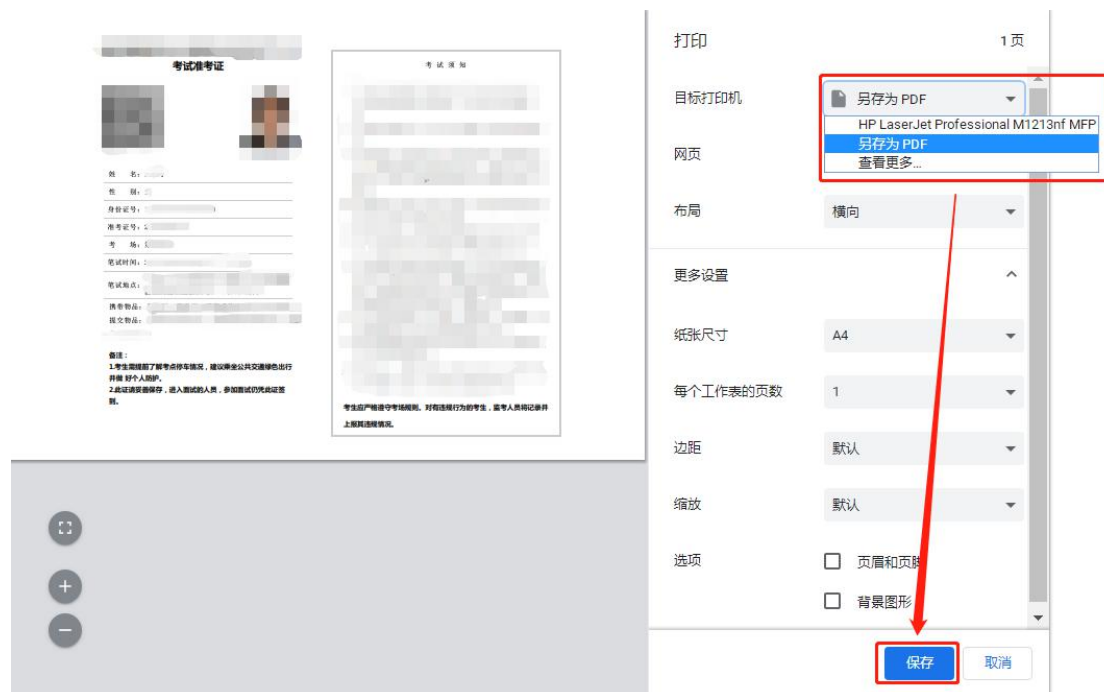 考试准考证
姓 名：
性 别：
身份证号：
准考证号：
考 场：
笔试时间：
笔试地点：
携带物品：
提交物品：
备注：
1.考生需提前了解考点停车情况，建议乘坐公共交通绿色出行
并做 好个人防护。
2.此证请妥善保存，进入面试的人员，参加面试仍凭此证签
到。
考 试 须 知
考生应严格遵守考场规则。对有违规行为的考生，监考人员将记录并
上报其违规情况。
打印
1 页
目标打印机
另存为 PDF
HP LaserJet Professional M1213nf MFP
另存为 PDF
查看更多...
网页
布局
横向
更多设置
纸张尺寸
A4
每个工作表的页数
1
边距
默认
缩放
默认
选项
页眉和页脚
背景图形
保存
取消